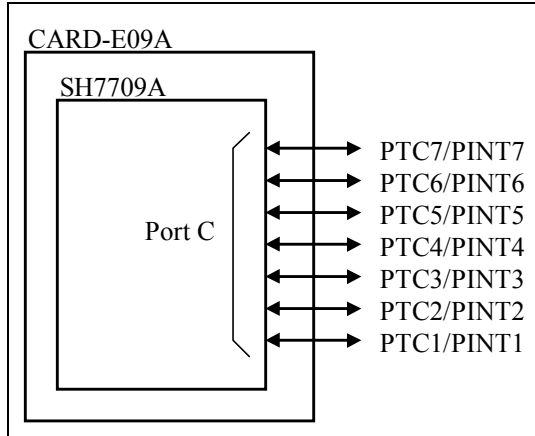 CARD-E09A
SH7709A
Port C
PTC7/PINT7
PTC6/PINT6
PTC5/PINT5
PTC4/PINT4
PTC3/PINT3
PTC2/PINT2
PTC1/PINT1